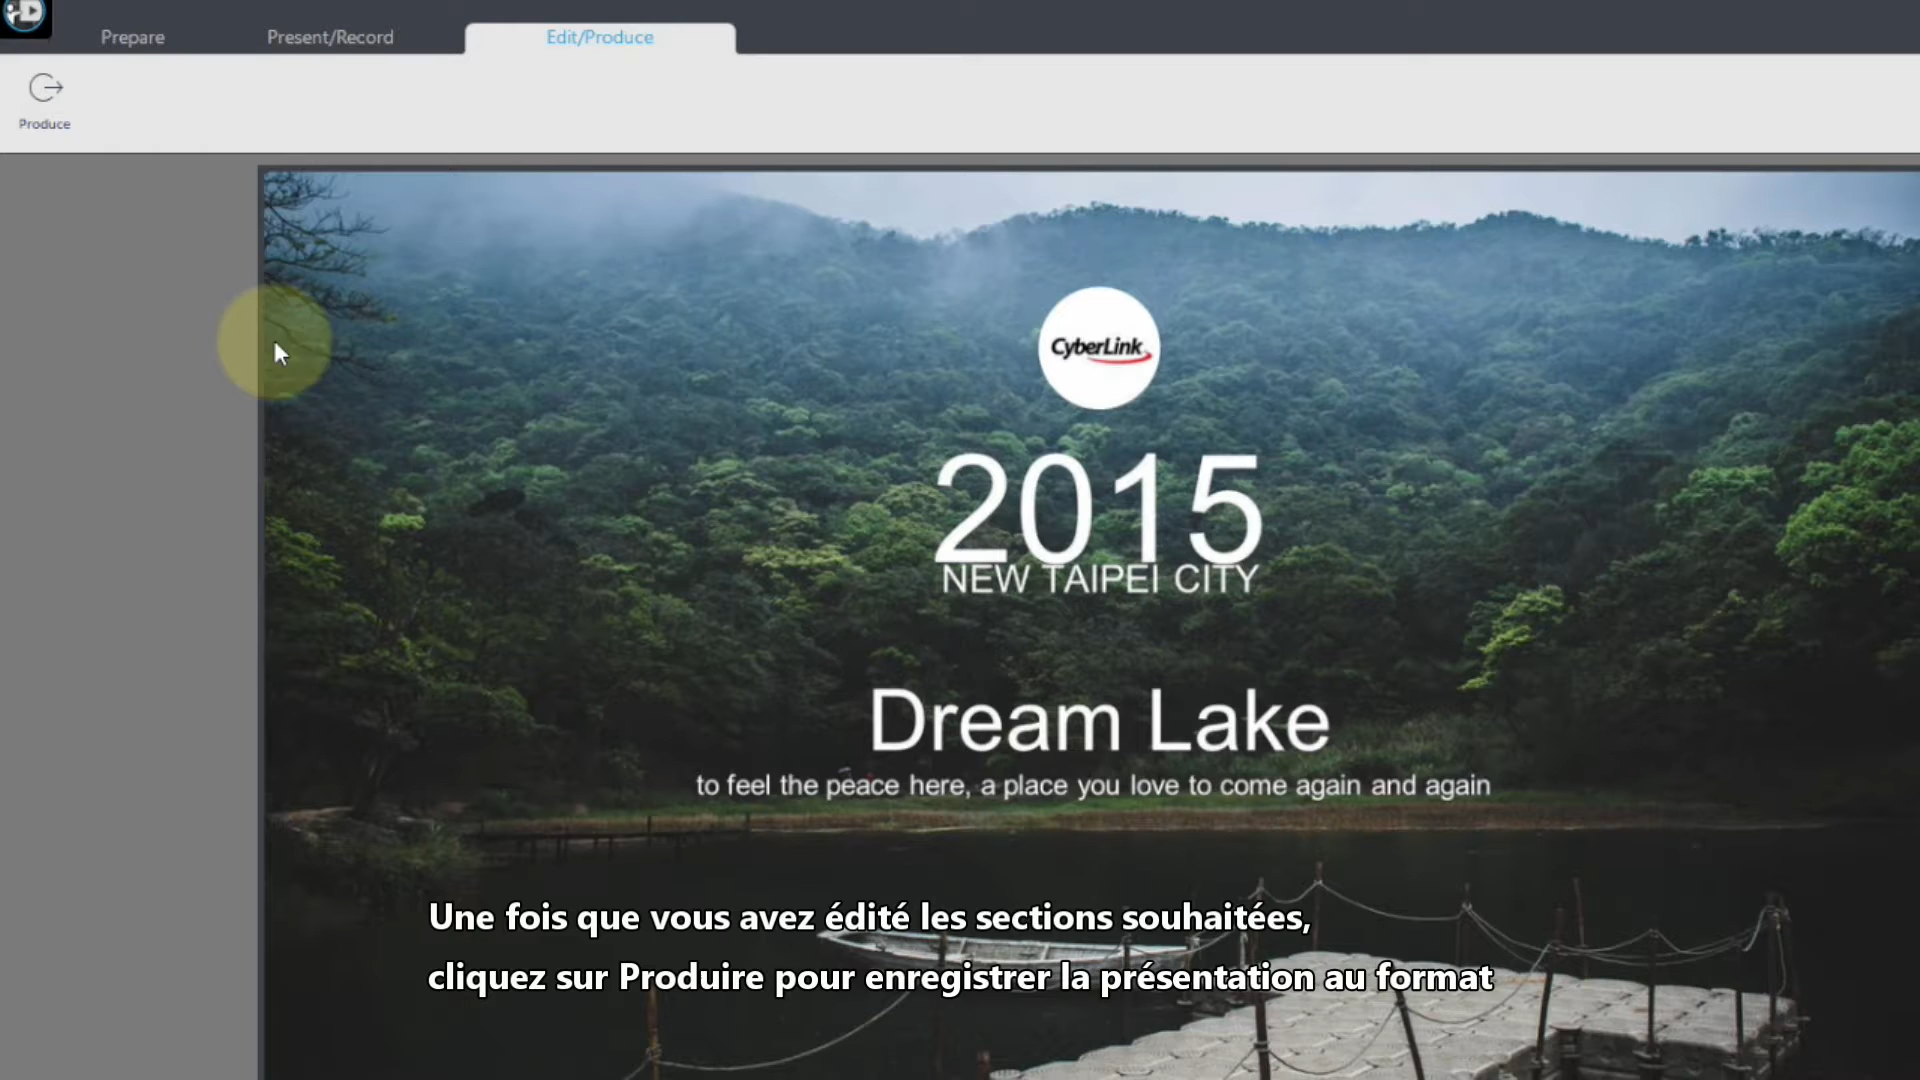 Prepare
Present/Record
Edit/Produce
Produce
CyberLink
2015
NEW TAIPEI CITY
Dream Lake
to feel the peace here, a place you love to come again and again
Une fois que vous avez édité les sections souhaitées,
cliquez sur Produire pour enregistrer la présentation au format